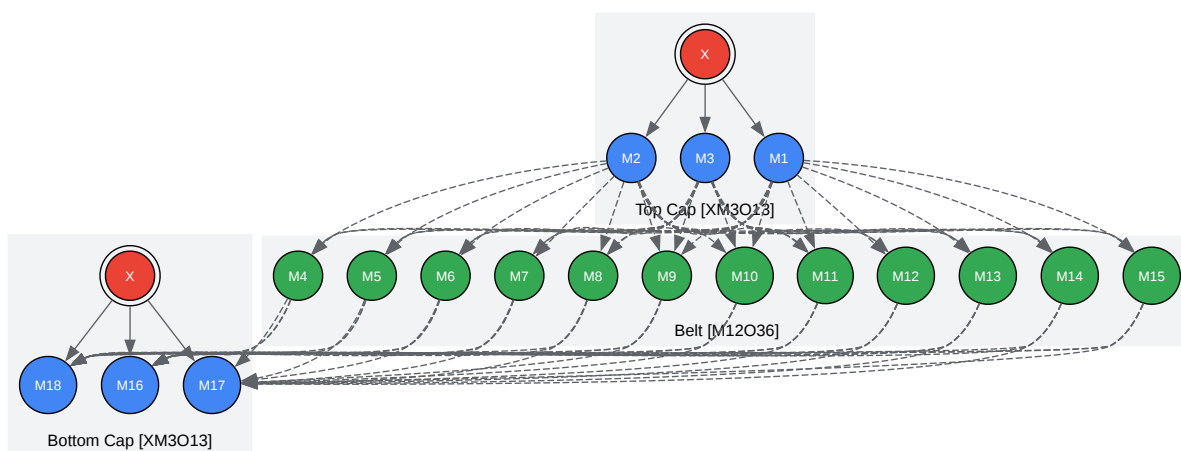 X
M2 M3 M1
Top Cap [XM3O13]
X
M4 M5 M6 M7 M8 M9 M10 M11 M12 M13 M14 M15
Belt [M12O36]
M18 M16 M17
Bottom Cap [XM3O13]